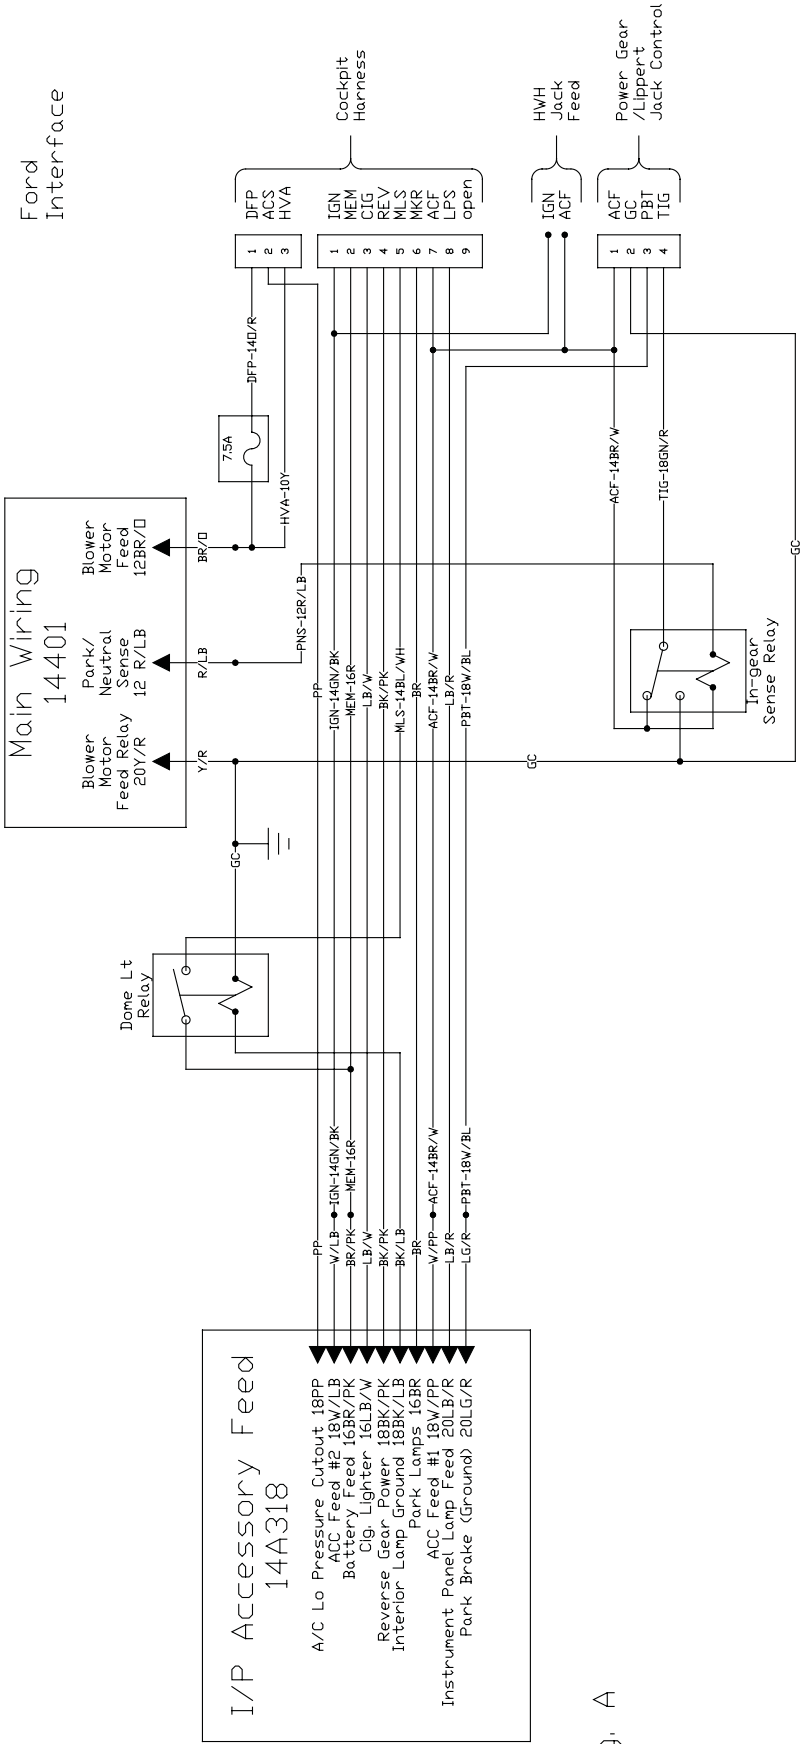 Ford
Interface
Main Wiring
14401
Blower
Motor
Feed Relay
20Y/R
Park/
Neutral
Sense
12 R/LB
Blower
Motor
Feed
12BR/O
Y/R
R/LB
BR/O
7.5A
DFP-14O/R
HVA-10Y
PNS-12R/LB
1
2
3
DFP
ACS
HVA
1
2
3
4
5
6
7
8
9
IGN
MEM
CIG
REV
MLS
MKR
ACF
LPS
open
Cockpit
Harness
IGN
ACF
HWH
Jack
Feed
1
2
3
4
ACF
GC
PBT
TIG
Power Gear
/Lippert
Jack Control
Dome Lt
Relay
GC
PP
IGN-14GN/BK
MEM-16R
LB/W
BK/PK
MLS-14BL/WH
BR
ACF-14BR/W
LB/R
PBT-18W/BL
GC
ACF-14BR/W
TIG-18GN/R
GC
In-gear
Sense Relay
IGN-14GN/BK
MEM-16R
ACF-14BR/W
PBT-18W/BL
PP
W/LB
BR/PK
LB/W
BK/PK
BK/LB
BR
W/PP
LB/R
LG/R
I/P Accessory Feed
14A318
A/C Lo Pressure Cutout 18PP
ACC Feed #2 18W/LB
Battery Feed 16BR/PK
Cig. Lighter 16LB/W
Reverse Gear Power 18BK/PK
Interior Lamp Ground 18BK/LB
Park Lamps 16BR
ACC Feed #1 18W/PP
Instrument Panel Lamp Feed 20LB/R
Park Brake (Ground) 20LG/R
g. A